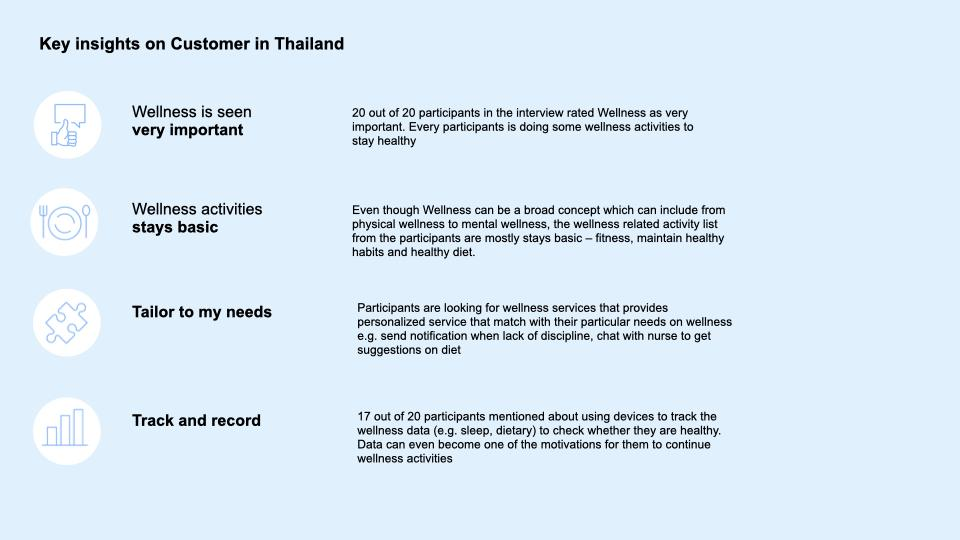 Key insights on Customer in Thailand
Wellness is seen
very important
20 out of 20 participants in the interview rated Wellness as very
important. Every participants is doing some wellness activities to
stay healthy
Wellness activities
stays basic
Even though Wellness can be a broad concept which can include from
physical wellness to mental wellness, the wellness related activity list
from the participants are mostly stays basic – fitness, maintain healthy
habits and healthy diet.
Tailor to my needs
Participants are looking for wellness services that provides
personalized service that match with their particular needs on wellness
e.g. send notification when lack of discipline, chat with nurse to get
suggestions on diet
Track and record
17 out of 20 participants mentioned about using devices to track the
wellness data (e.g. sleep, dietary) to check whether they are healthy.
Data can even become one of the motivations for them to continue
wellness activities